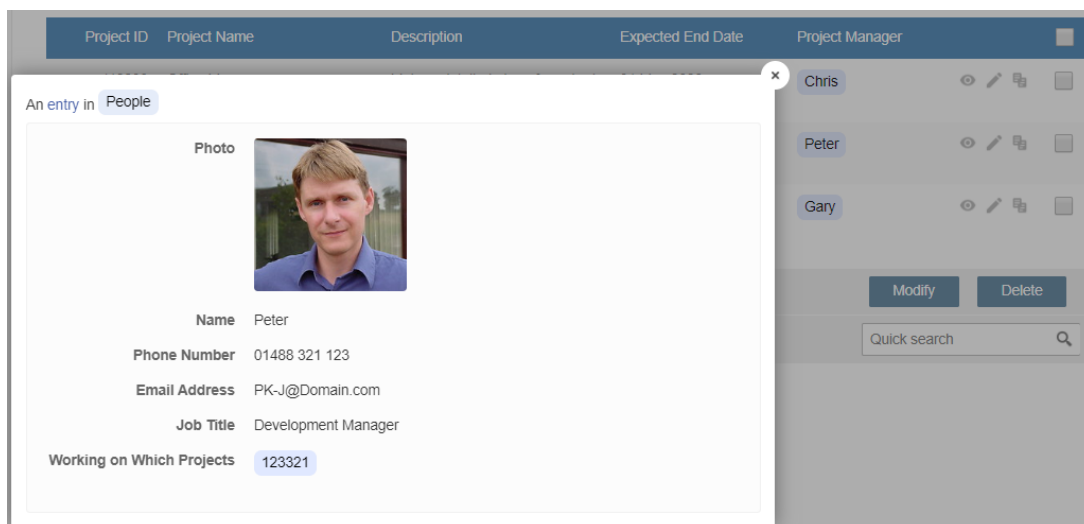 Project ID Project Name Description Expected End Date Project Manager
Chris
An entry in People
Photo
Peter
Gary
Modify Delete
Name Peter
Quick search
Phone Number 01488 321 123
Email Address PK-J@Domain.com
Job Title Development Manager
Working on Which Projects 123321